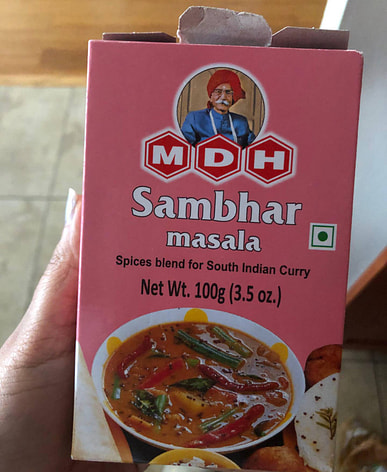 MDH
Sambhar
masala
Spices blend for South Indian Curry
Net Wt. 100g (3.5 oz.)